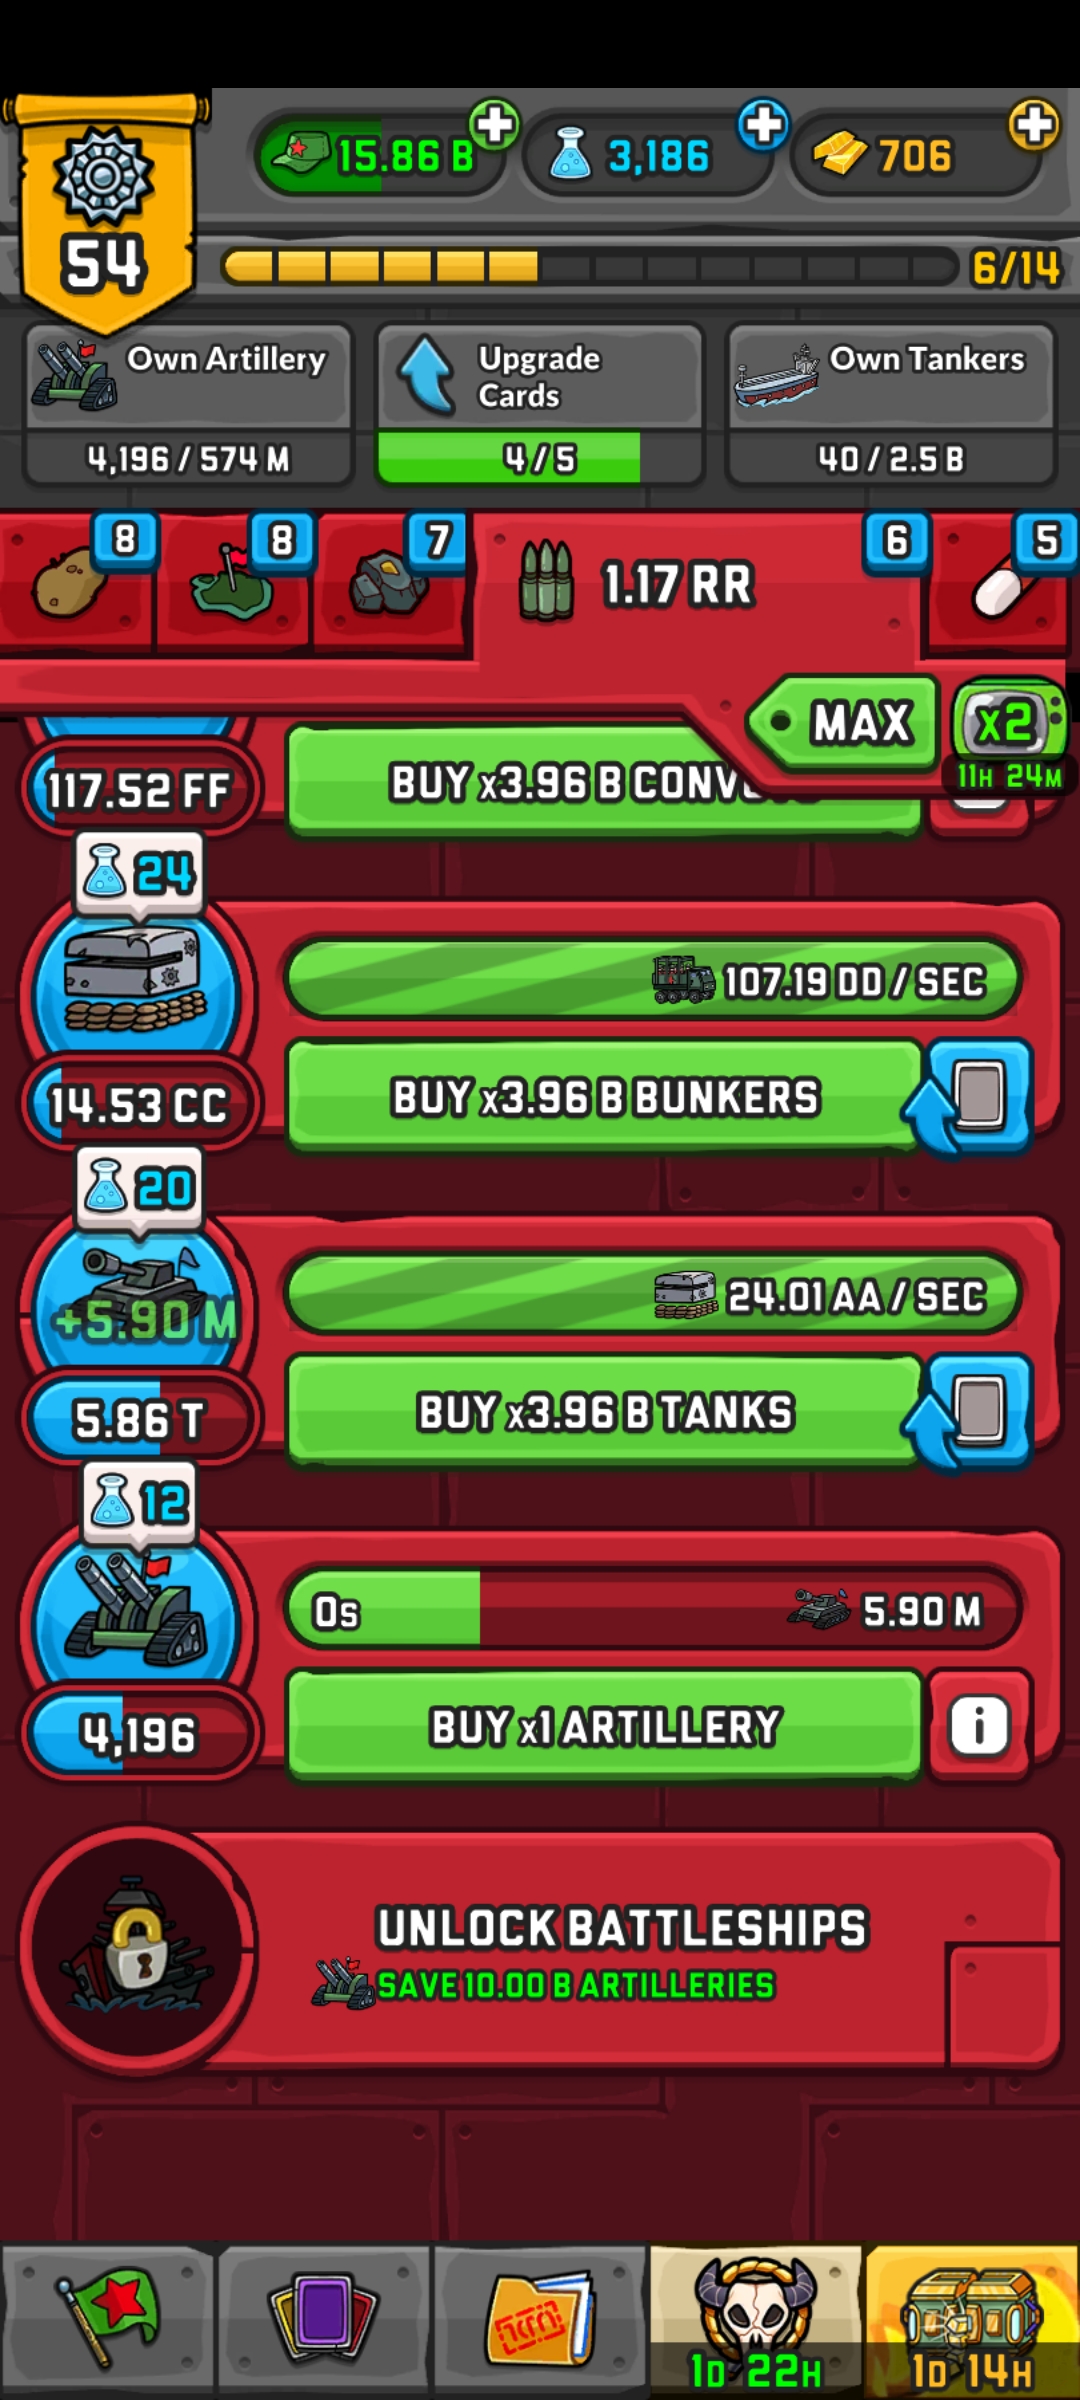 54
15.86 B
3,186
706
6/14
Own Artillery
4,196 / 574 M
Upgrade
Cards
4 / 5
Own Tankers
40 / 2.5 B
8
8
7
1.17 RR
6
5
MAX
x2
11H 24M
117.52 FF
BUY x3.96 B
24
107.19 DD / SEC
14.53 CC
BUY x3.96 B BUNKERS
20
+5.90 M
24.01 AA / SEC
5.86 T
BUY x3.96 B TANKS
12
0s
5.90 M
4,196
BUY x1 ARTILLERY
i
UNLOCK BATTLESHIPS
SAVE 10.00 B ARTILLERIES
1D 22H
1D 14H